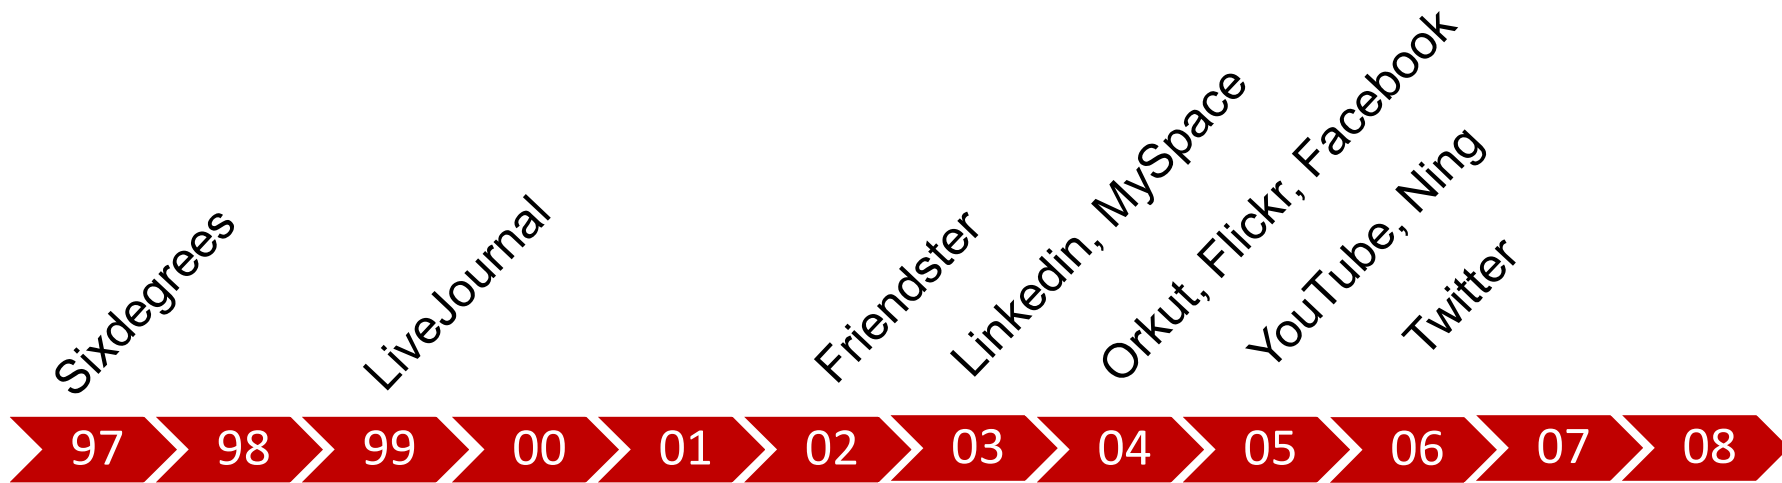 Sixdegrees
LiveJournal
Friendster
Linkedin, MySpace
Orkut, Flickr, Facebook
YouTube, Ning
Twitter
97 98 99 00 01 02 03 04 05 06 07 08